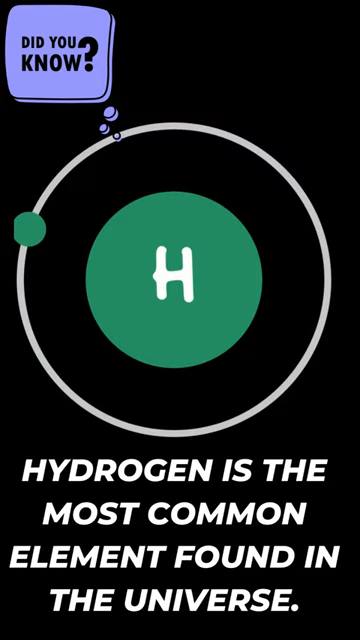 DID YOU
KNOW?
H
HYDROGEN IS THE
MOST COMMON
ELEMENT FOUND IN
THE UNIVERSE.